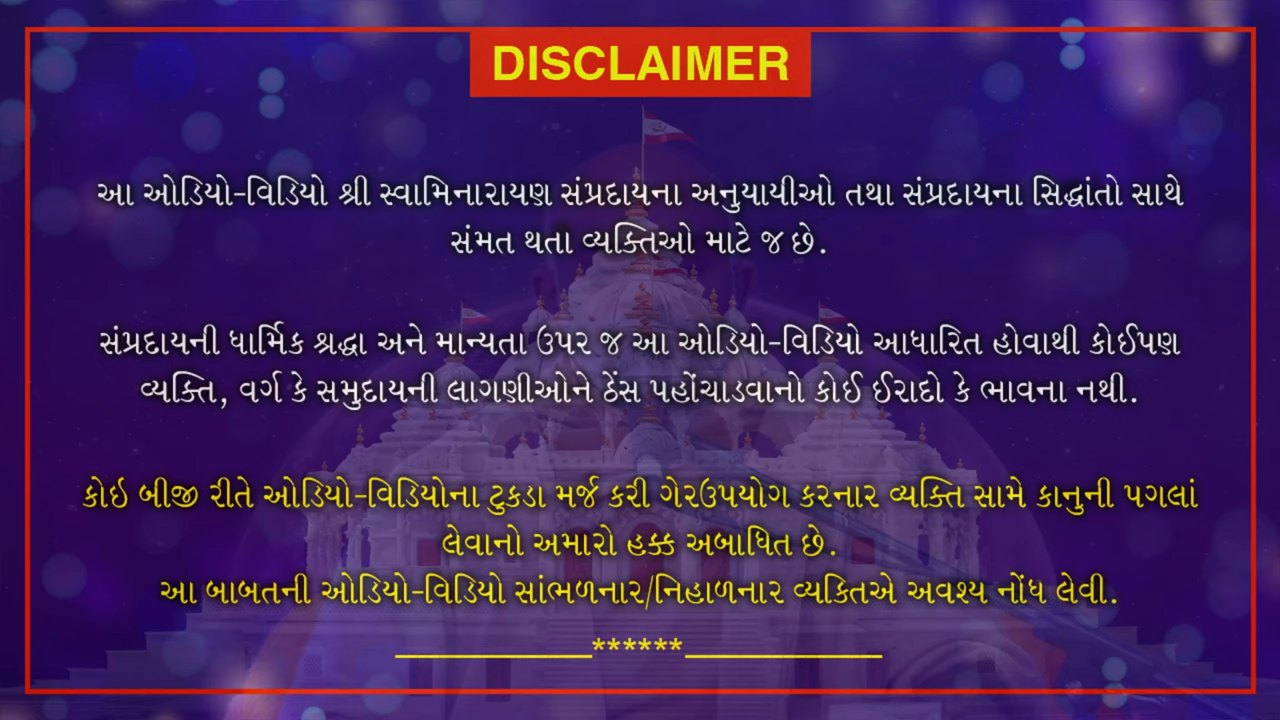 DISCLAIMER
આ ઓડિયો-વિડિયો શ્રી સ્વામિનારાયણ સંપ્રદાયના અનુયાયીઓ તથા સંપ્રદાયના સિદ્ધાંતો સાથે
સંમત થતા વ્યક્તિઓ માટે જ છે.
સંપ્રદાયની ધાર્મિક શ્રદ્ધા અને માન્યતા ઉપર જ આ ઓડિયો-વિડિયો આધારિત હોવાથી કોઈપણ
વ્યક્તિ, વર્ગ કે સમુદાયની લાગણીઓને ઠેંસ પહોંચાડવાનો કોઈ ઈરાદો કે ભાવના નથી.
કોઇ બીજી રીતે ઓડિયો-વિડિયોના ટુકડા મર્જ કરી ગેરઉપયોગ કરનાર વ્યક્તિ સામે કાનુની પગલાં
લેવાનો અમારો હક્ક અબાધિત છે.
આ બાબતની ઓડિયો-વિડિયો સાંભળનાર/નિહાળનાર વ્યકિતએ અવશ્ય નોંધ લેવી.
____________******____________